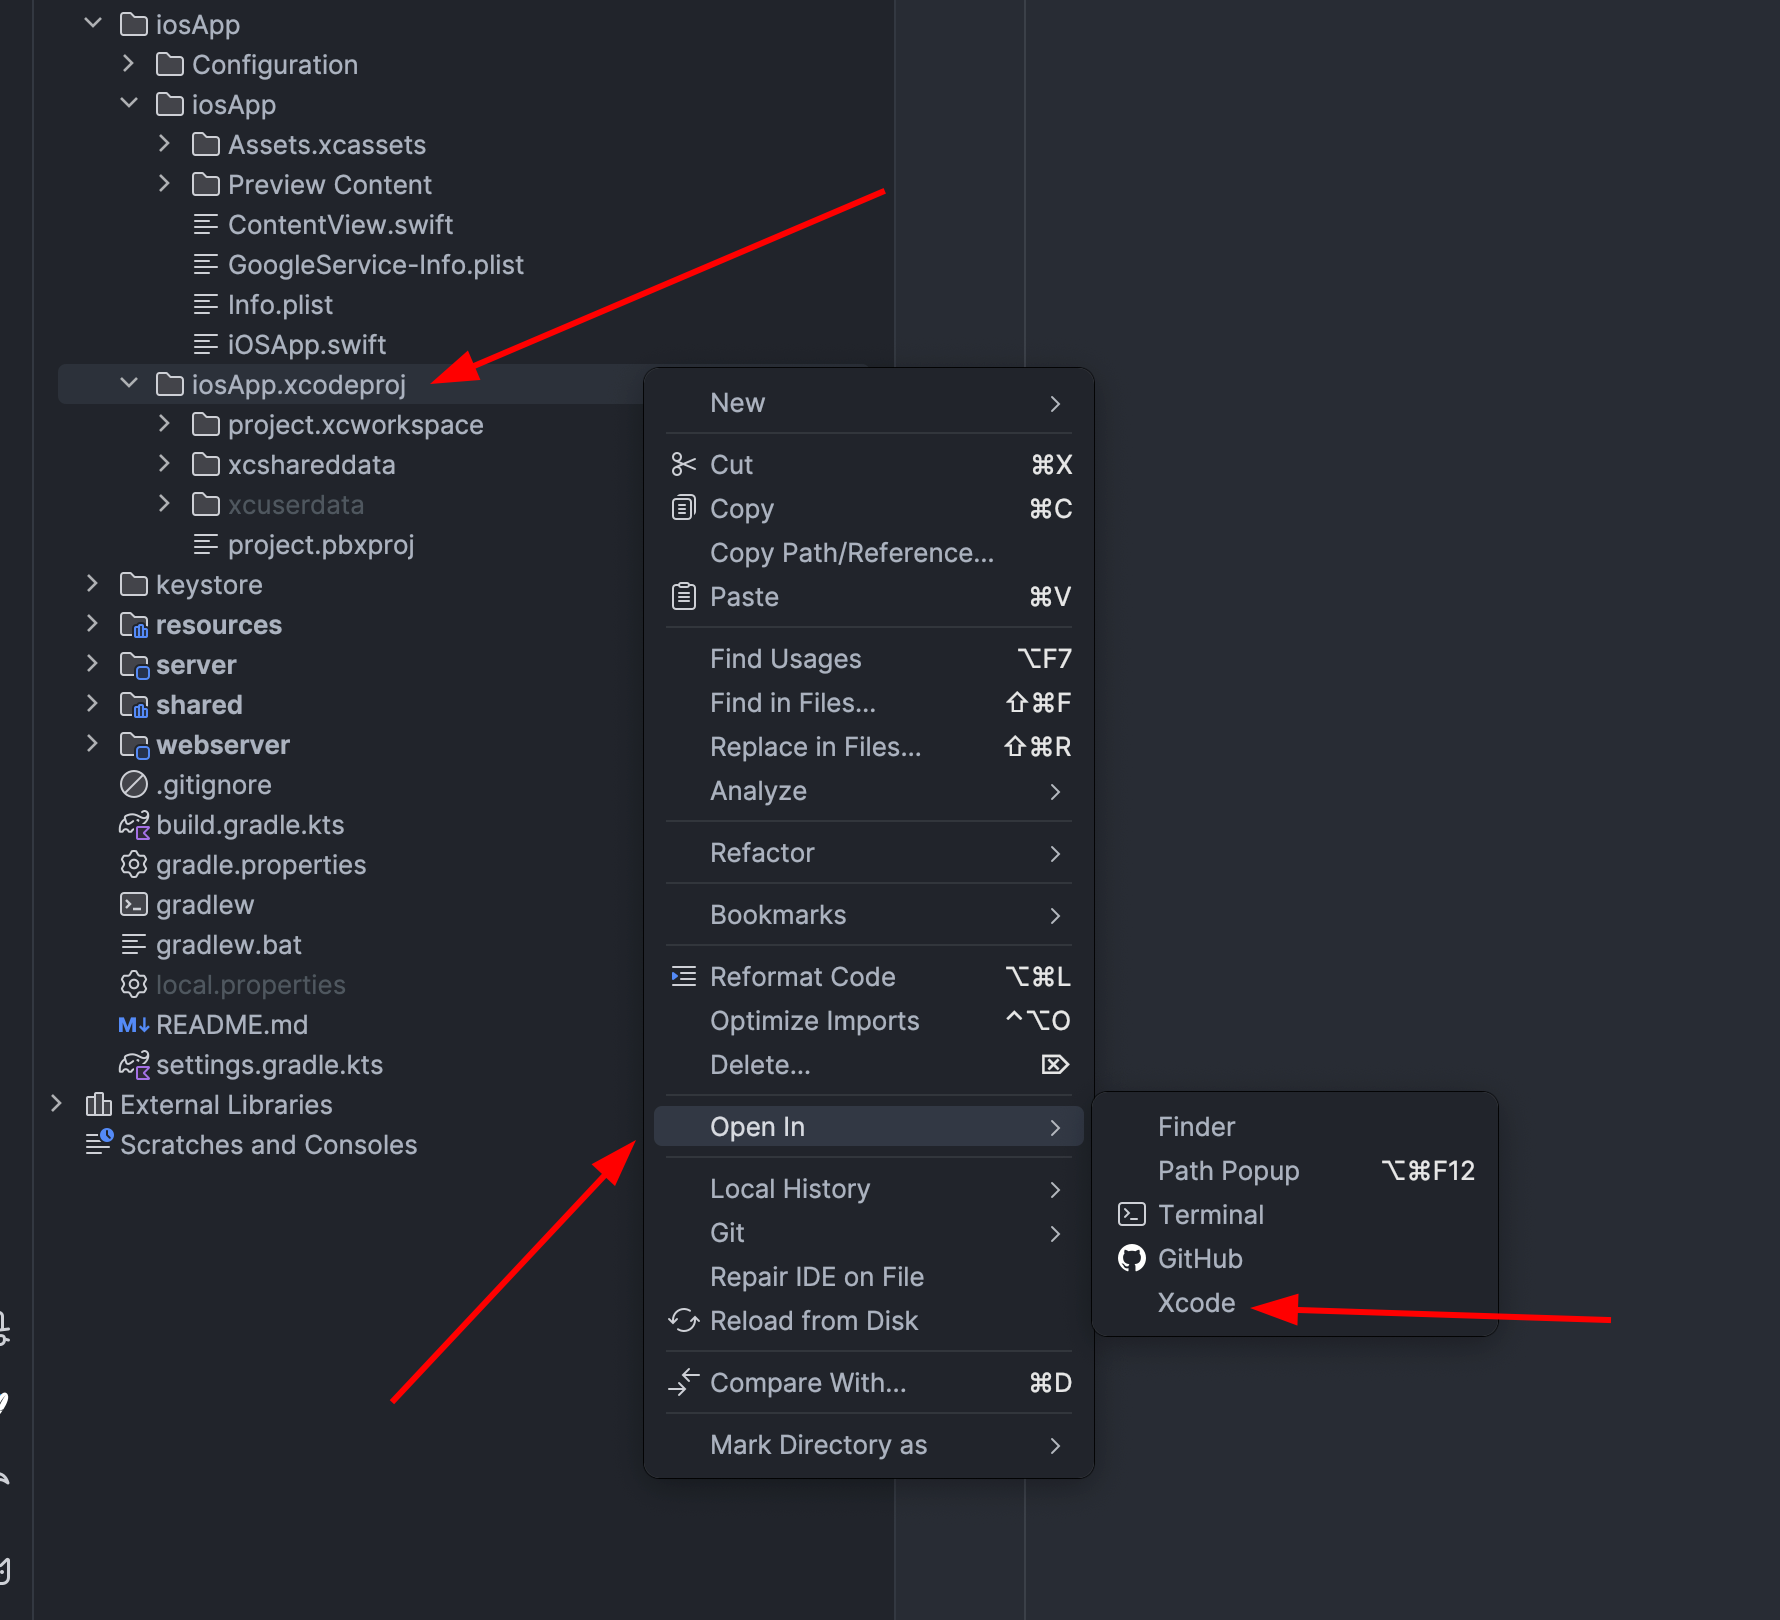 iosApp
Configuration
iosApp
Assets.xcassets
Preview Content
ContentView.swift
GoogleService-Info.plist
Info.plist
iOSApp.swift
iosApp.xcodeproj
project.xcworkspace
xcshareddata
xcuserdata
project.pbxproj
keystore
resources
server
shared
webserver
.gitignore
build.gradle.kts
gradle.properties
gradlew
gradlew.bat
local.properties
M↓ README.md
settings.gradle.kts
External Libraries
Scratches and Consoles
New
Cut ⌘X
Copy ⌘C
Copy Path/Reference...
Paste ⌘V
Find Usages ⌥F7
Find in Files... ⇧⌘F
Replace in Files... ⇧⌘R
Analyze
Refactor
Bookmarks
Reformat Code ⌥⌘L
Optimize Imports ^⌥O
Delete... ⌦
Open In
Local History
Git
Repair IDE on File
Reload from Disk
Compare With... ⌘D
Mark Directory as
Finder
Path Popup ⌥⌘F12
Terminal
GitHub
Xcode